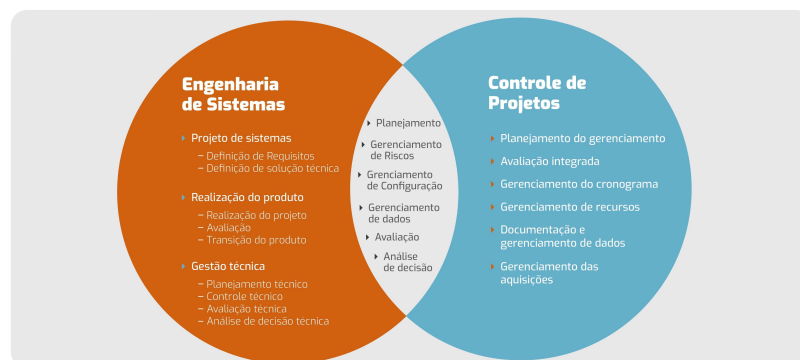 Engenharia
de Sistemas
Projeto de sistemas
– Definição de Requisitos
– Definição de solução técnica
Realização do produto
– Realização do projeto
– Avaliação
– Transição do produto
Gestão técnica
– Planejamento técnico
– Controle técnico
– Avaliação técnica
– Análise de decisão técnica
Planejamento
Gerenciamento
de Riscos
Grenciamento
de Configuração
Gerenciamento
de dados
Avaliação
Análise
de decisão
Controle de
Projetos
Planejamento do gerenciamento
Avaliação integrada
Gerenciamento do cronograma
Gerenciamento de recursos
Documentação e
gerenciamento de dados
Gerenciamento das
aquisições